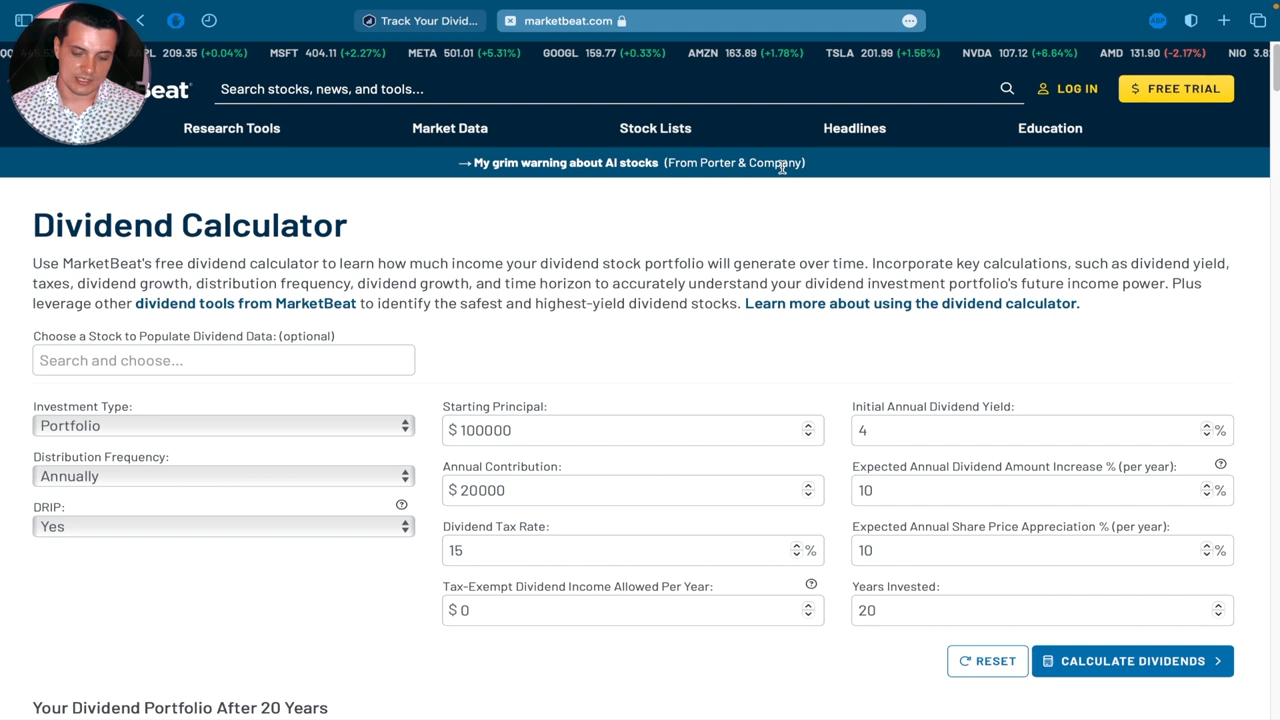 Track Your Divid...
marketbeat.com
AAPL 209.35 (+0.04%) MSFT 404.11 (+2.27%) META 501.01 (+5.31%) GOOGL 159.77 (+0.33%) AMZN 163.89 (+1.78%) TSLA 201.99 (+1.56%) NVDA 107.12 (+6.64%) AMD 131.90 (-2.17%) NIO 3.8
Beat Search stocks, news, and tools... LOG IN $ FREE TRIAL
Research Tools Market Data Stock Lists Headlines Education
→ My grim warning about AI stocks (From Porter & Company)
Dividend Calculator
Use MarketBeat's free dividend calculator to learn how much income your dividend stock portfolio will generate over time. Incorporate key calculations, such as dividend yield,
taxes, dividend growth, distribution frequency, dividend growth, and time horizon to accurately understand your dividend investment portfolio's future income power. Plus
leverage other dividend tools from MarketBeat to identify the safest and highest-yield dividend stocks. Learn more about using the dividend calculator.
Choose a Stock to Populate Dividend Data: (optional)
Search and choose...
Investment Type:
Portfolio
Distribution Frequency:
Annually
DRIP:
Yes
Starting Principal:
$ 100000
Annual Contribution:
$ 20000
Dividend Tax Rate:
15 %
Tax-Exempt Dividend Income Allowed Per Year:
$ 0
Initial Annual Dividend Yield:
4 %
Expected Annual Dividend Amount Increase % (per year):
10 %
Expected Annual Share Price Appreciation % (per year):
10 %
Years Invested:
20
RESET CALCULATE DIVIDENDS
Your Dividend Portfolio After 20 Years